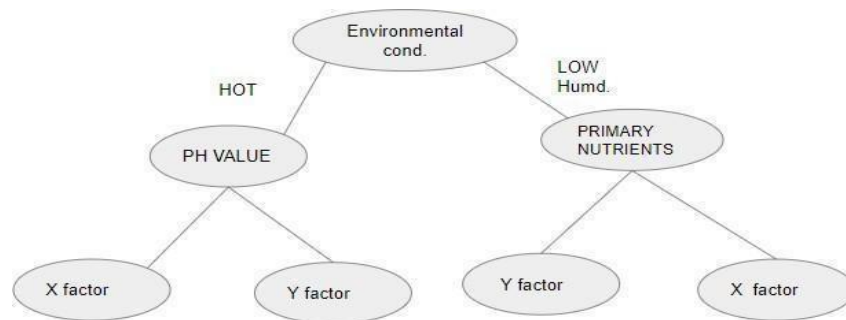 Environmental
cond.
HOT
LOW
Humd.
PH VALUE
PRIMARY
NUTRIENTS
X factor
Y factor
Y factor
X factor